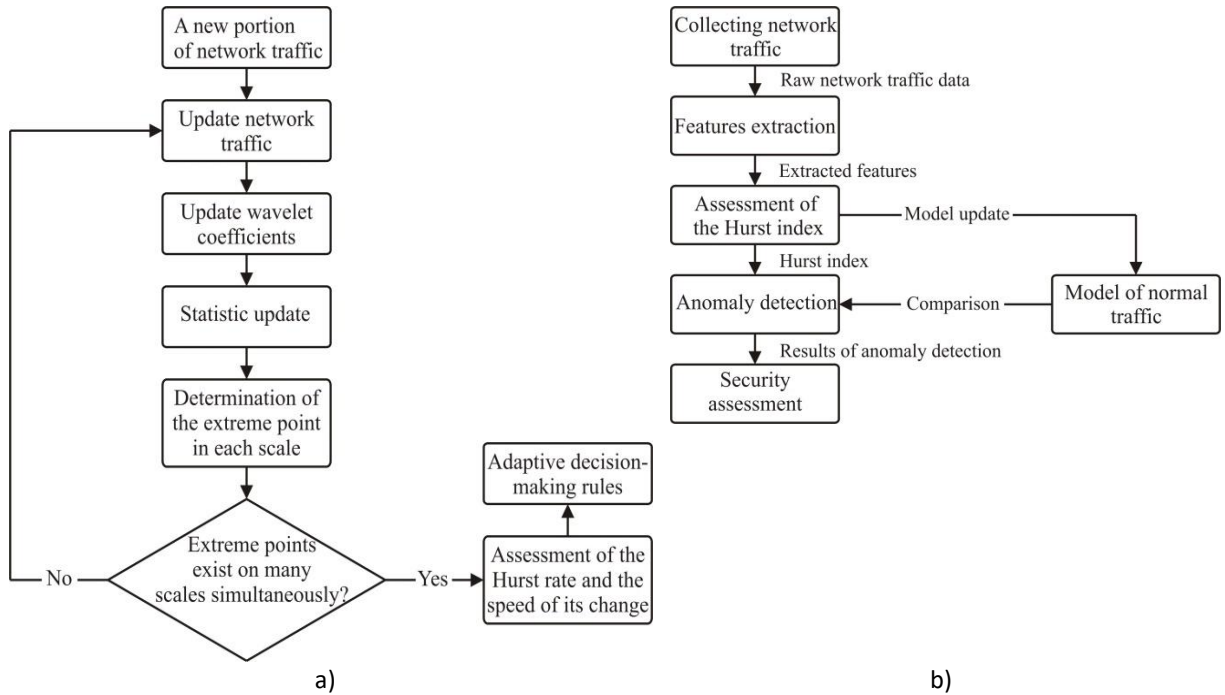 A new portion
of network traffic
Update network
traffic
Update wavelet
coefficients
Statistic update
Determination of
the extreme point
in each scale
Extreme points
exist on many
scales simultaneously?
No
Yes
Adaptive decision-
making rules
Assessment of the
Hurst rate and the
speed of its change
a)
Collecting network
traffic
Raw network traffic data
Features extraction
Extracted features
Assessment of
the Hurst index
Model update
Hurst index
Anomaly detection
Comparison
Model of normal
traffic
Results of anomaly detection
Security
assessment
b)